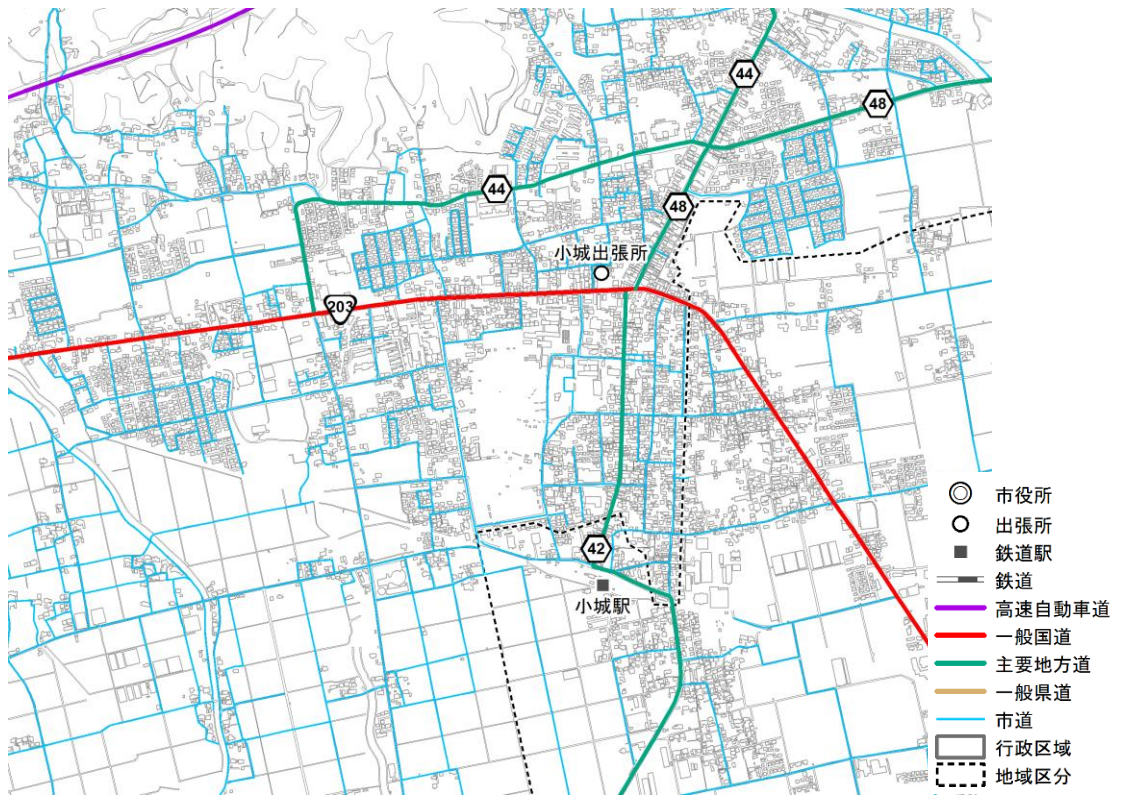 44
48
44
48
小城出張所
203
42
小城駅
市役所
出張所
鉄道駅
鉄道
高速自動車道
一般国道
主要地方道
一般県道
市道
行政区域
地域区分